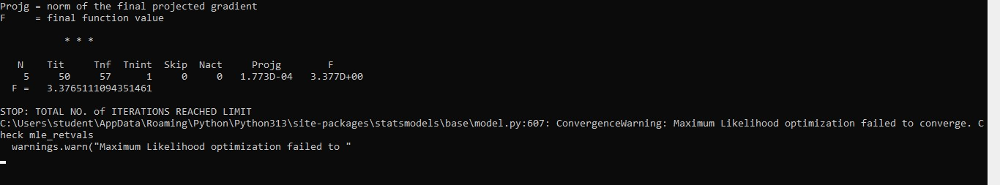 Projg = norm of the final projected gradient
F     = final function value

           * * *

   N    Tit     Tnf  Tnint  Skip  Nact     Projg        F
    5     50     57      1     0     0   1.773D-04   3.377D+00
  F =   3.3765111094351461

STOP: TOTAL NO. of ITERATIONS REACHED LIMIT
C:\Users\student\AppData\Roaming\Python\Python313\site-packages\statsmodels\base\model.py:607: ConvergenceWarning: Maximum Likelihood optimization failed to converge. C
heck mle_retvals
  warnings.warn("Maximum Likelihood optimization failed to "